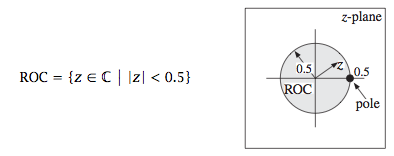 ROC = {z ∈ ℂ | |z| < 0.5}
z-plane
0.5
z
0.5
ROC
pole